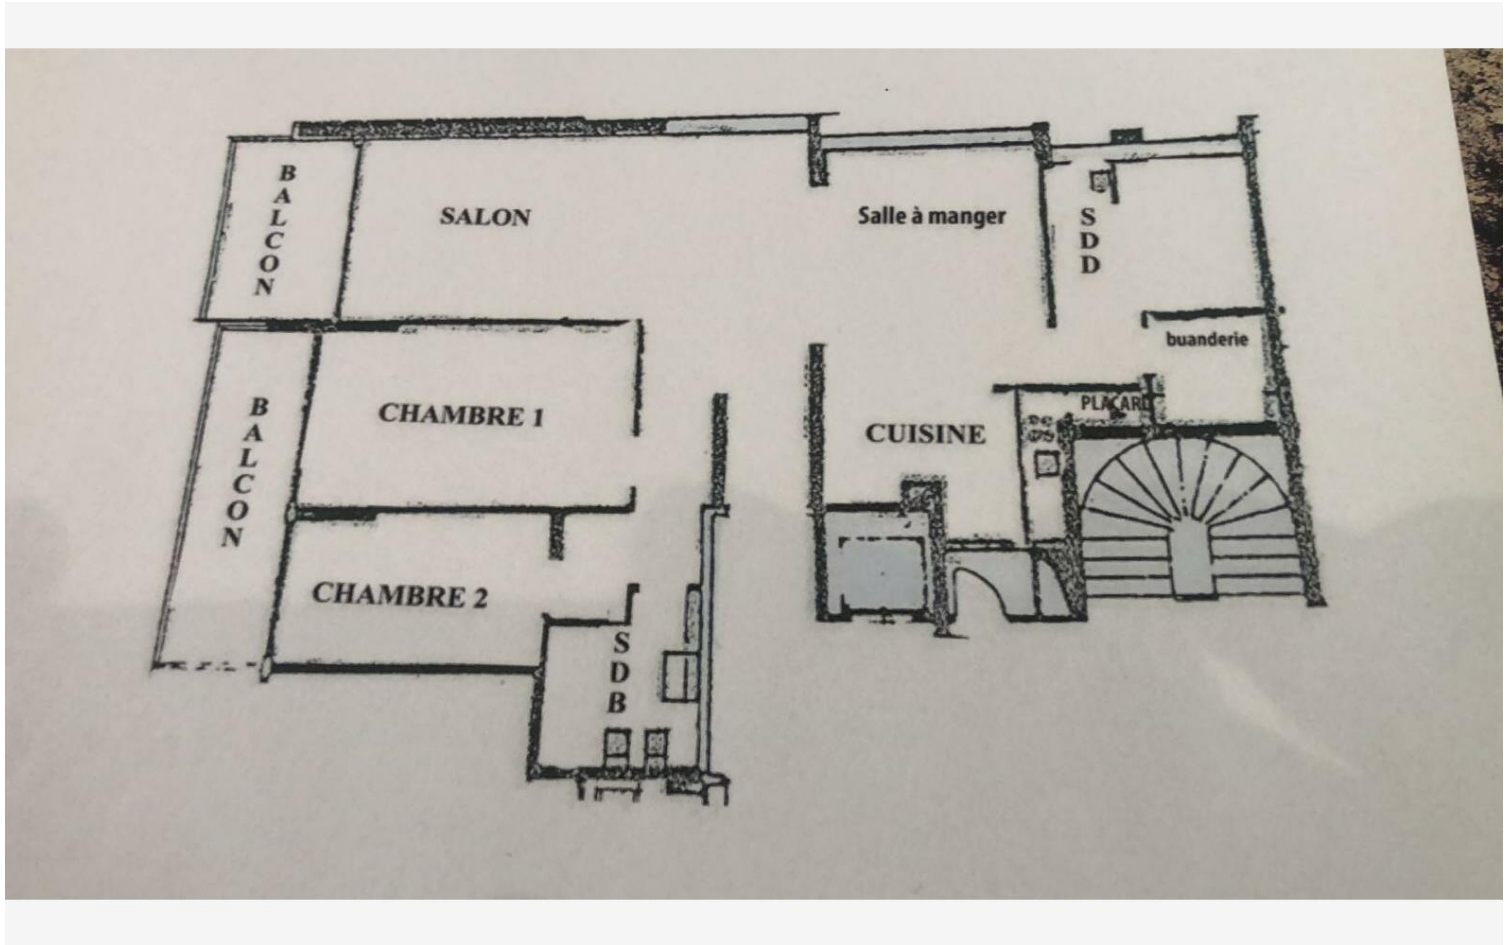 BALCON
SALON
Salle à manger
SDD
buanderie
BALCON
CHAMBRE 1
PLACARD
CUISINE
CHAMBRE 2
SDB